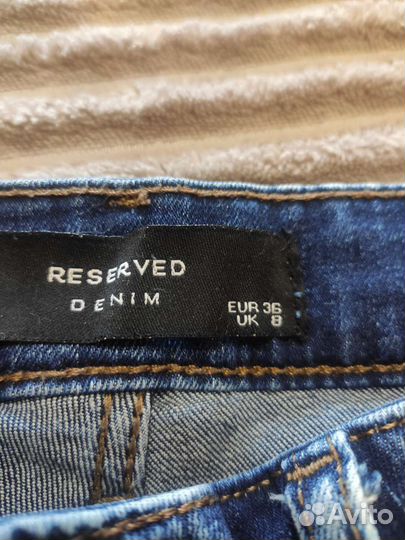 RESERVED
DENIM
EUR 36
UK 8
Avito